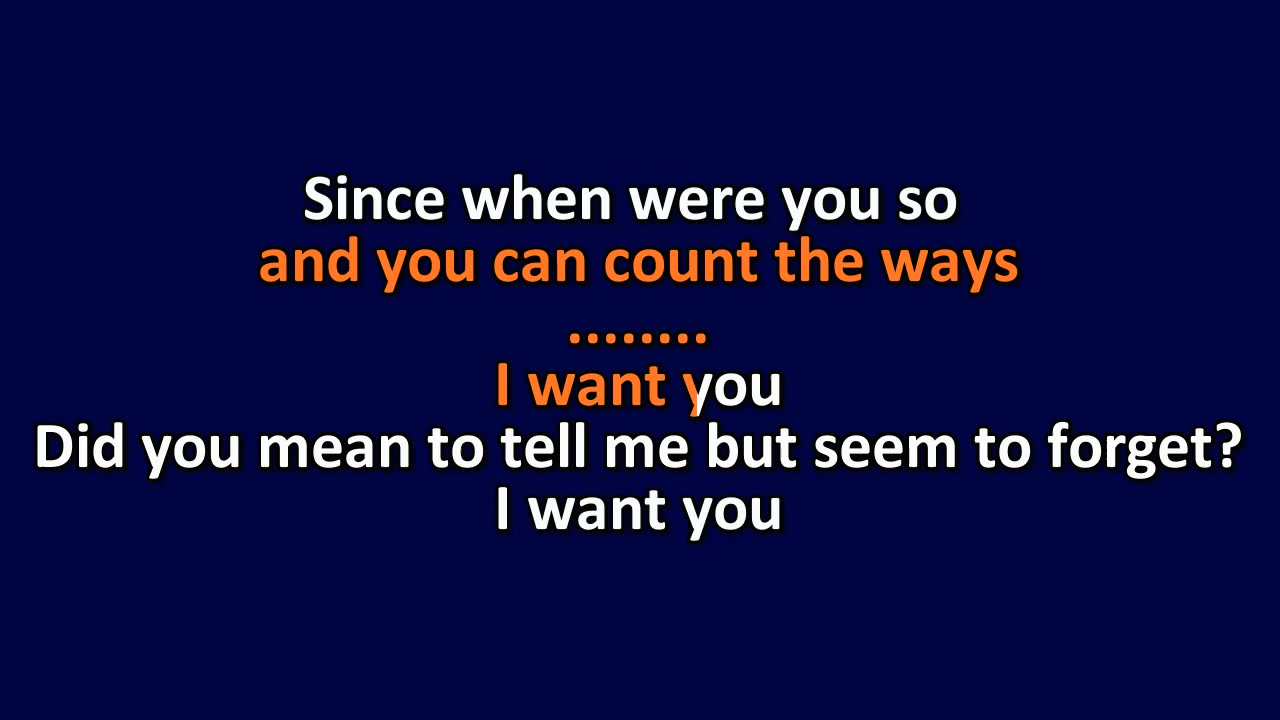 Since when were you so
and you can count the ways
........
I want you
Did you mean to tell me but seem to forget?
I want you